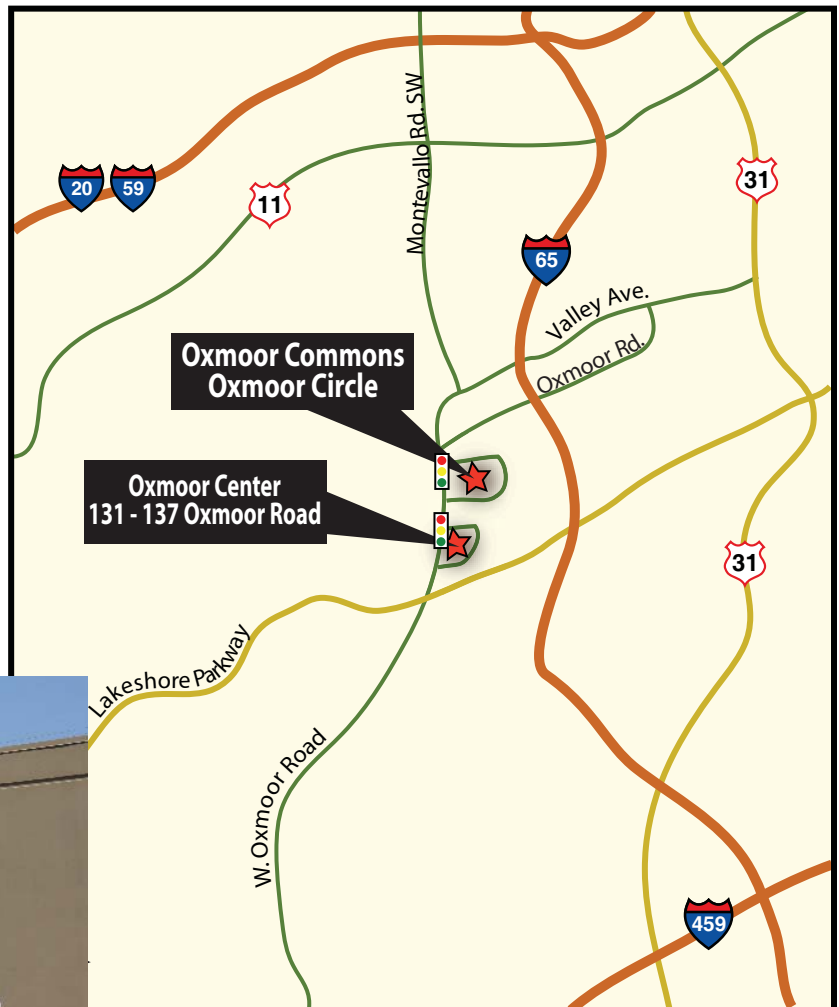 Montevallo Rd. SW
20
59
11
31
65
Valley Ave.
Oxmoor Rd.
Oxmoor Commons
Oxmoor Circle
Oxmoor Center
131 - 137 Oxmoor Road
31
Lakeshore Parkway
W. Oxmoor Road
459